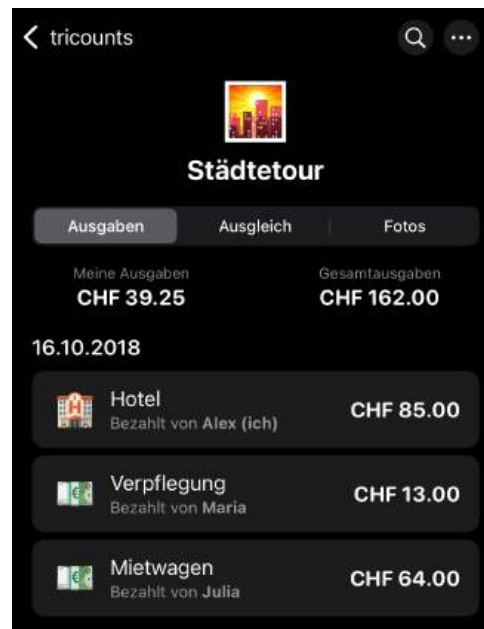 tricounts
Städtetour
Ausgaben Ausgleich Fotos
Meine Ausgaben Gesamtausgaben
CHF 39.25 CHF 162.00
16.10.2018
Hotel
Bezahlt von Alex (ich)
CHF 85.00
Verpflegung
Bezahlt von Maria
CHF 13.00
Mietwagen
Bezahlt von Julia
CHF 64.00